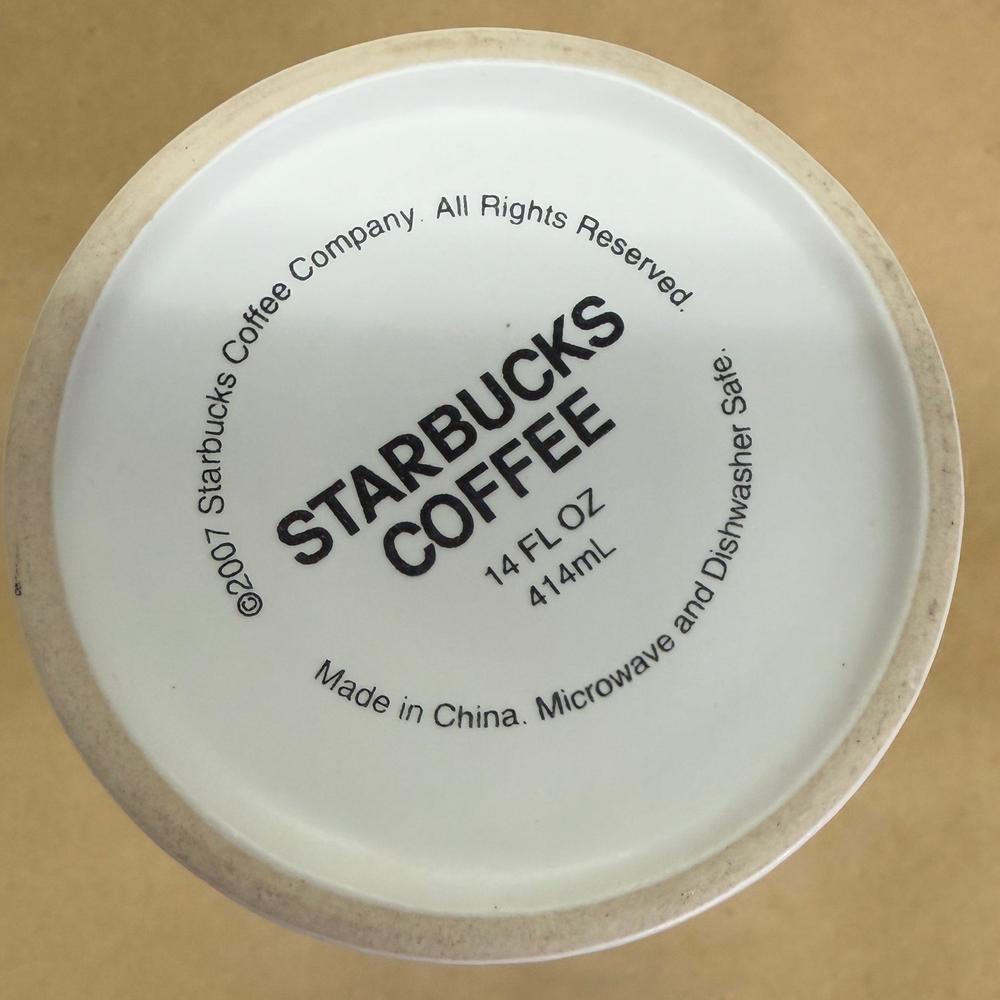 ©2007 Starbucks Coffee Company. All Rights Reserved.
STARBUCKS
COFFEE
14 FL OZ
414mL
Made in China. Microwave and Dishwasher Safe.